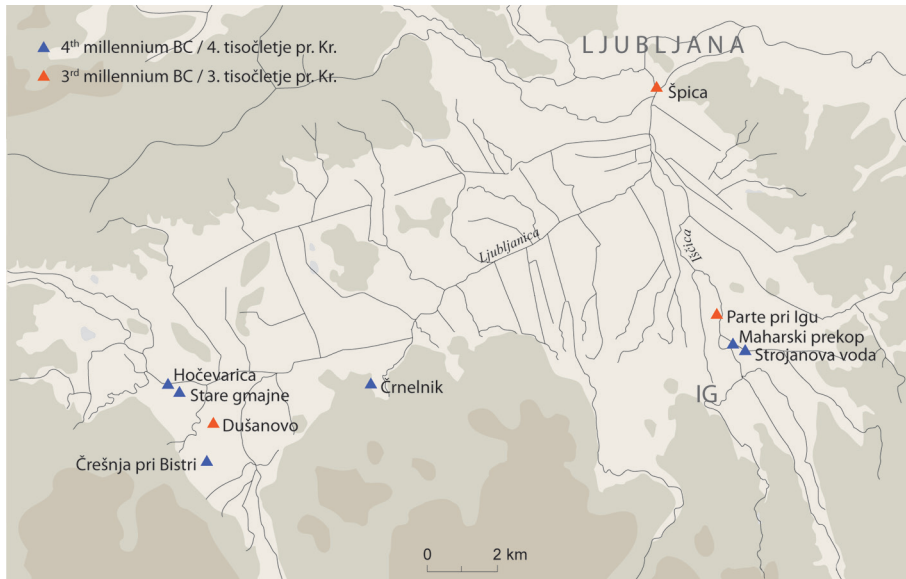 4th millennium BC / 4. tisočletje pr. Kr.
3rd millennium BC / 3. tisočletje pr. Kr.
LJUBLJANA
Špica
Ljubljanica
Iščica
Parte pri Igu
Maharski prekop
Strojanova voda
Hočevarica
Stare gmajne
Črnelnik
IG
Dušanovo
Črešnja pri Bistri
0 2 km